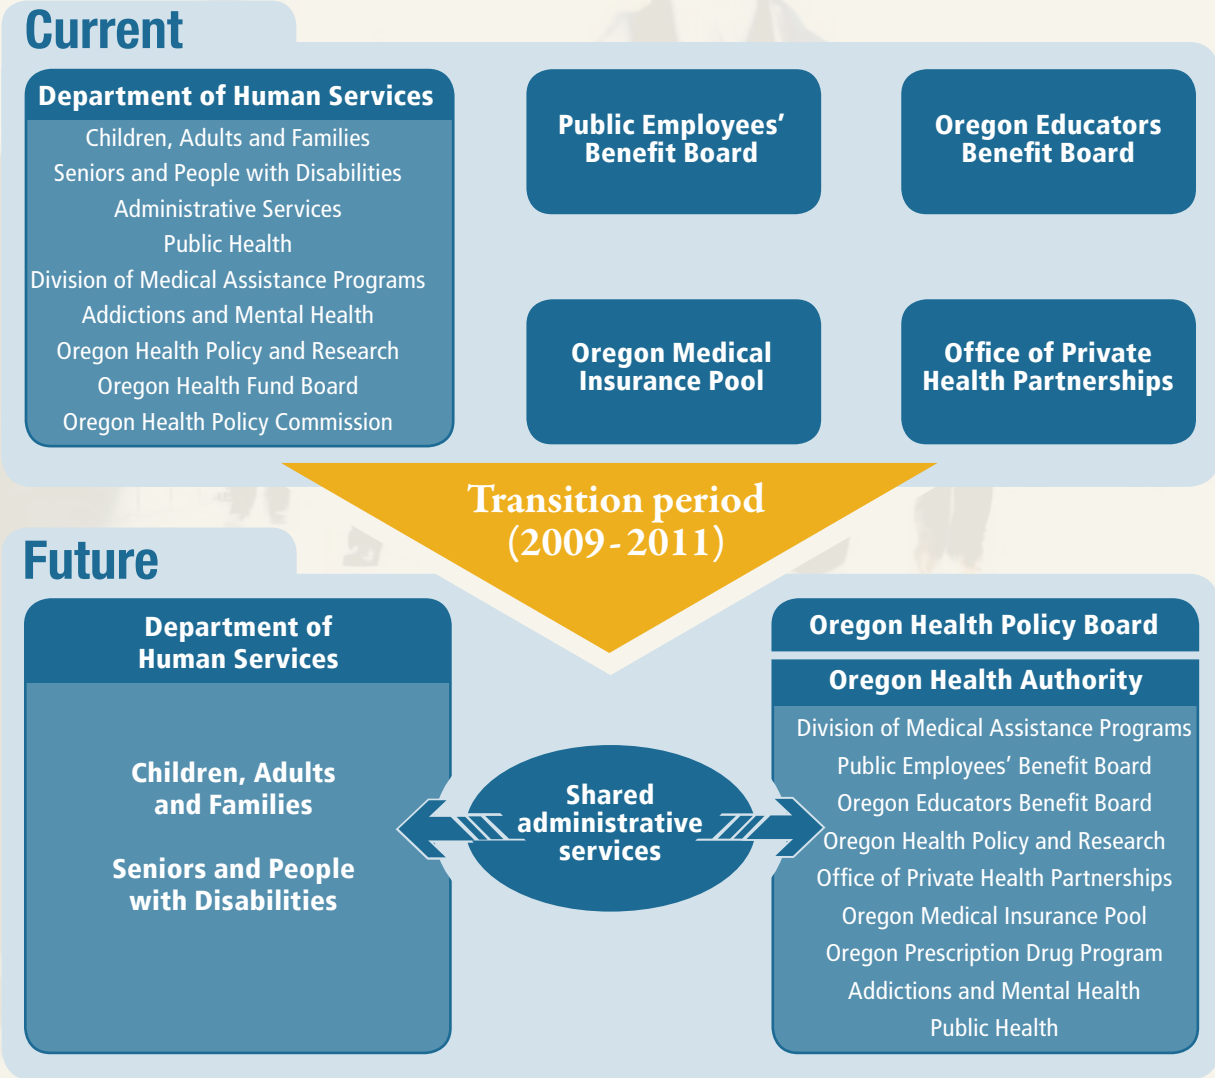 Current
Department of Human Services
Children, Adults and Families
Seniors and People with Disabilities
Administrative Services
Public Health
Division of Medical Assistance Programs
Addictions and Mental Health
Oregon Health Policy and Research
Oregon Health Fund Board
Oregon Health Policy Commission
Public Employees’
Benefit Board
Oregon Educators
Benefit Board
Oregon Medical
Insurance Pool
Office of Private
Health Partnerships
Transition period
(2009-2011)
Future
Department of
Human Services
Children, Adults
and Families
Seniors and People
with Disabilities
Shared
administrative
services
Oregon Health Policy Board
Oregon Health Authority
Division of Medical Assistance Programs
Public Employees’ Benefit Board
Oregon Educators Benefit Board
Oregon Health Policy and Research
Office of Private Health Partnerships
Oregon Medical Insurance Pool
Oregon Prescription Drug Program
Addictions and Mental Health
Public Health